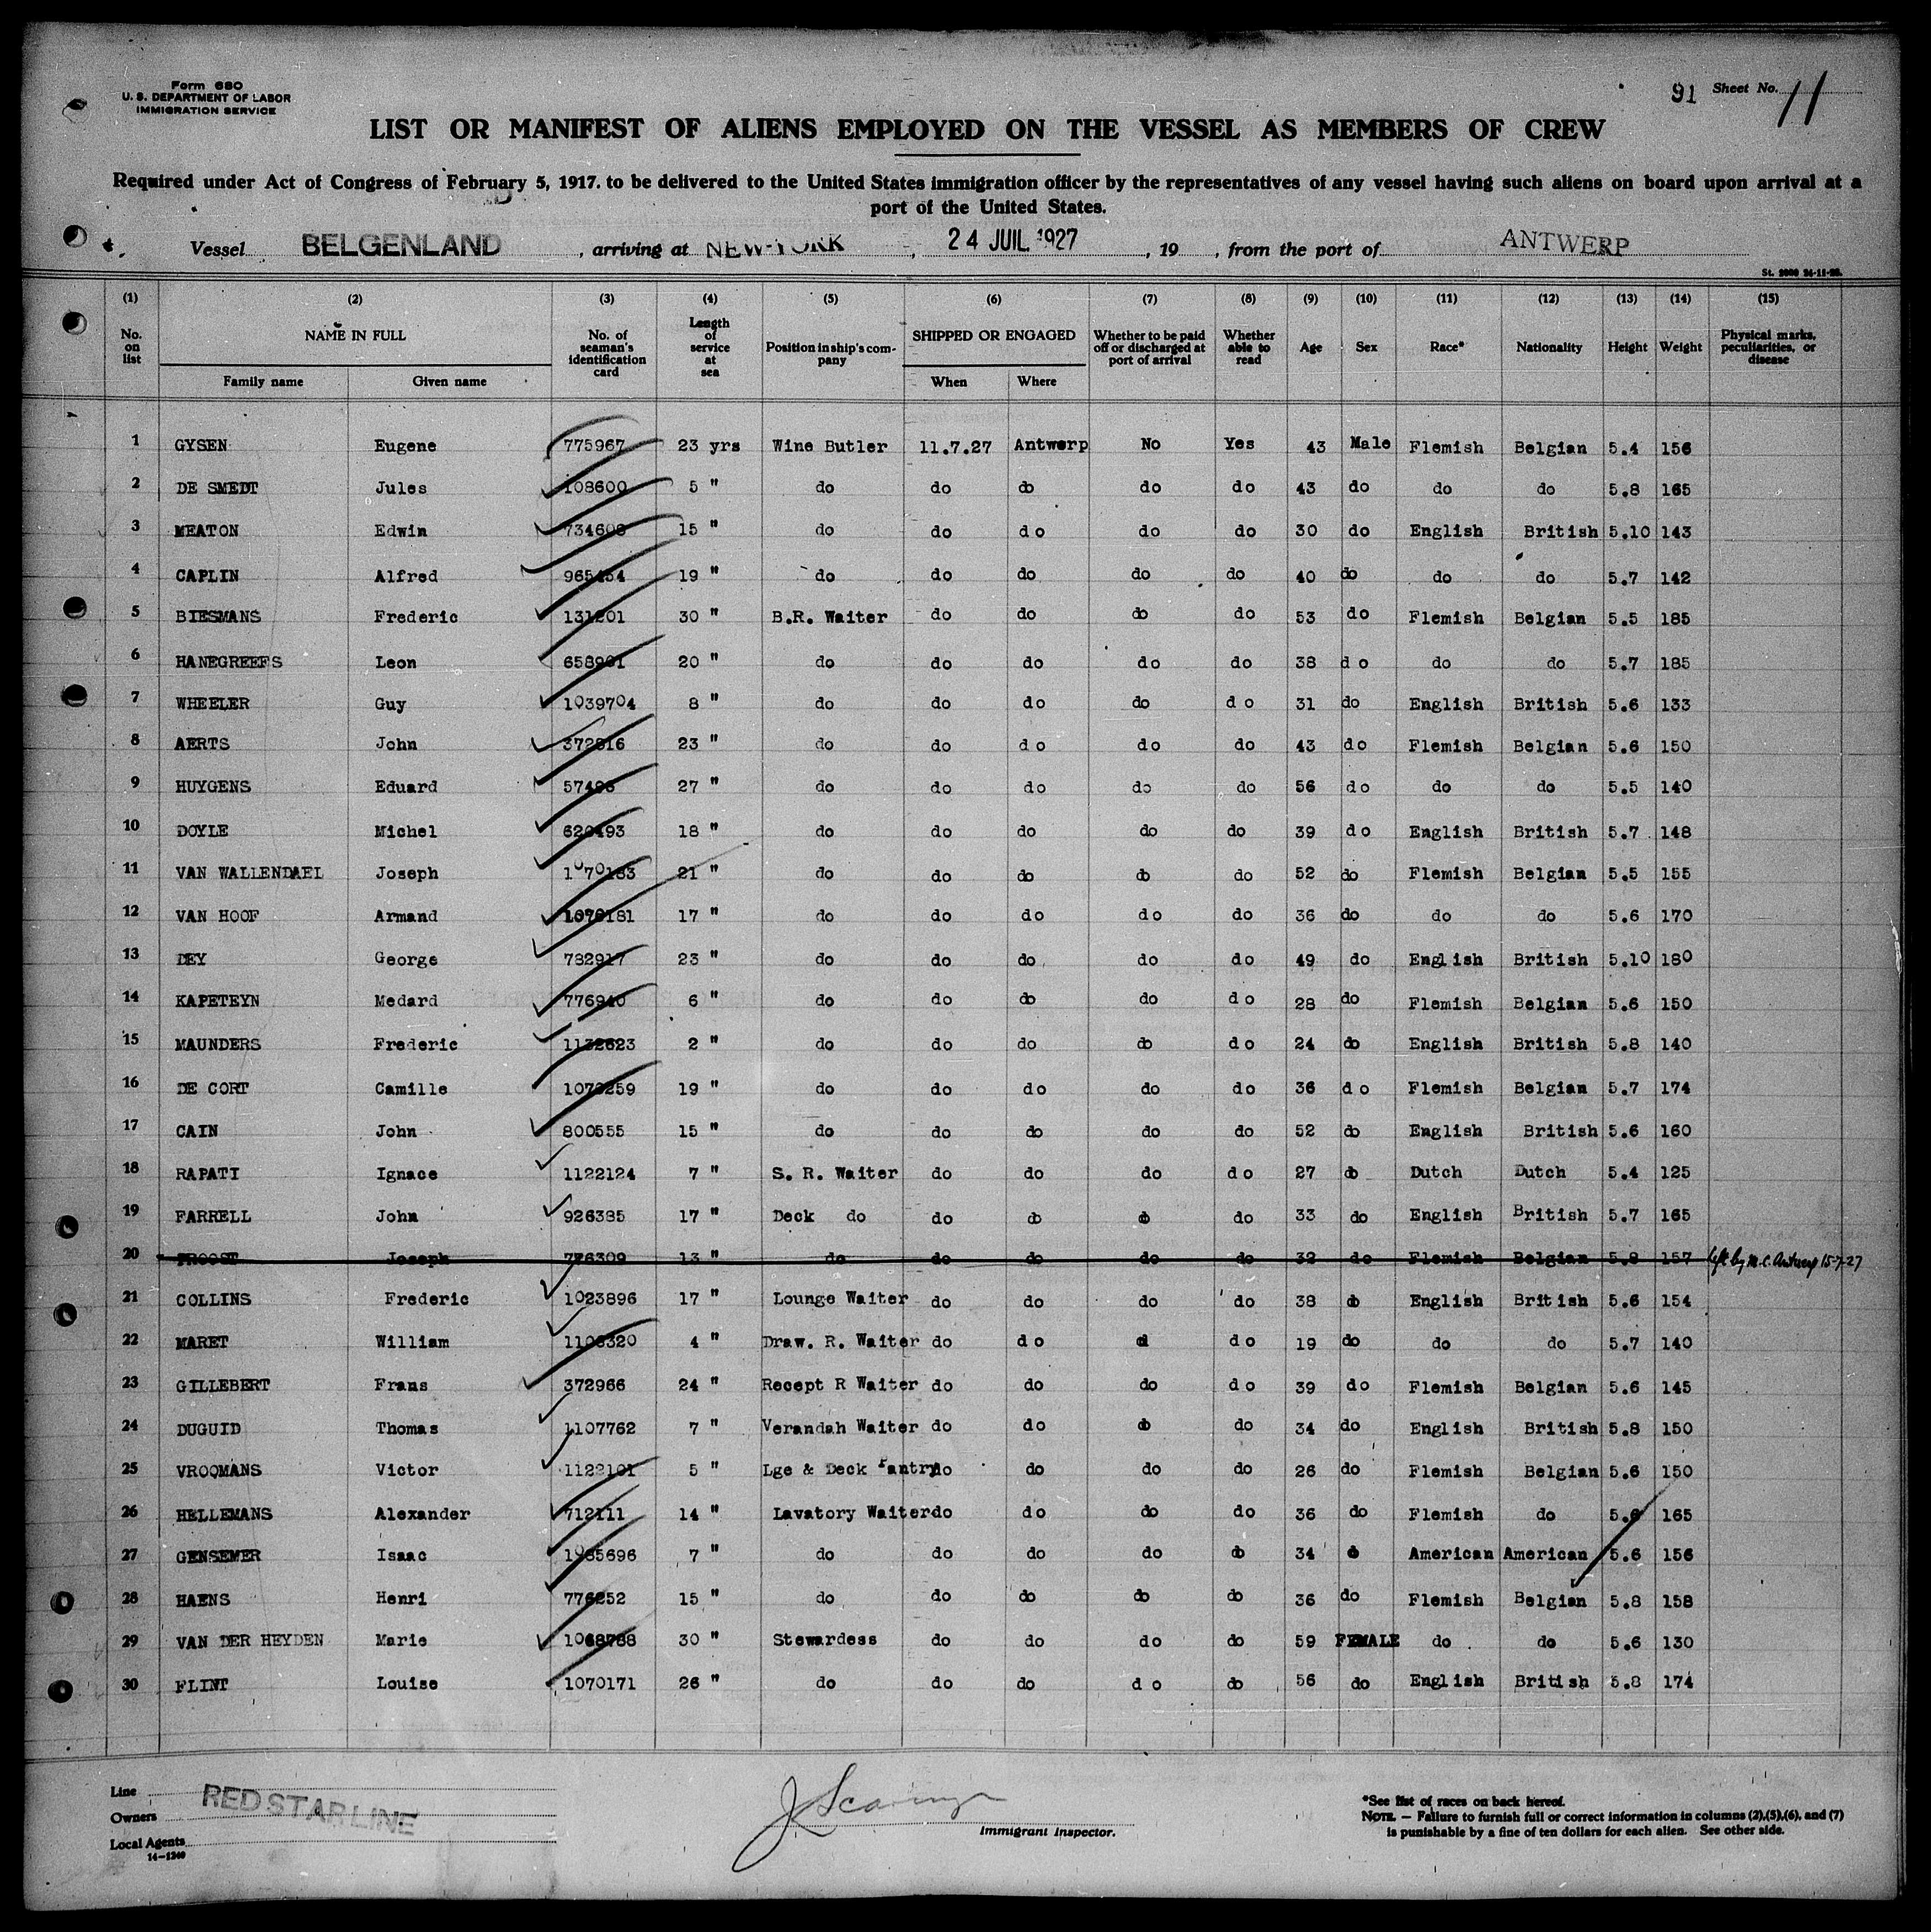 Form 680
U. S. DEPARTMENT OF LABOR
IMMIGRATION SERVICE
91 Sheet No. 11
LIST OR MANIFEST OF ALIENS EMPLOYED ON THE VESSEL AS MEMBERS OF CREW
Required under Act of Congress of February 5, 1917. to be delivered to the United States immigration officer by the representatives of any vessel having such aliens on board upon arrival at a
port of the United States.
Vessel BELGENLAND , arriving at NEW-YORK , 24 JUIL. 1927 , 19 , from the port of ANTWERP
(1) (2) (3) (4) (5) (6) (7) (8) (9) (10) (11) (12) (13) (14) (15)
No. on list NAME IN FULL Family name Given name No. of seaman's identification card Length of service at sea Position in ship's company SHIPPED OR ENGAGED When Where Whether to be paid off or discharged at port of arrival Whether able to read Age Sex Race* Nationality Height Weight Physical marks, peculiarities, or disease
1 GYSEN Eugene 775967 23 yrs Wine Butler 11.7.27 Antwerp No Yes 43 Male Flemish Belgian 5.4 156
2 DE SMEDT Jules 108600 5 " do do do do do 43 do do do 5.8 165
3 MEATON Edwin 734608 15 " do do do do do 30 do English British 5.10 143
4 CAPLIN Alfred 965454 19 " do do do do do 40 do do do 5.7 142
5 BIESMANS Frederic 131201 30 " B.R. Waiter do do do do 53 do Flemish Belgian 5.5 185
6 HANEGREEFS Leon 658981 20 " do do do do do 38 do do do 5.7 185
7 WHEELER Guy 1039704 8 " do do do do do 31 do English British 5.6 133
8 AERTS John 372816 23 " do do do do do 43 do Flemish Belgian 5.6 150
9 HUYGENS Eduard 27 " do do do do do 56 do do do 5.5 140
10 DOYLE Michel 620493 18 " do do do do do 39 do English British 5.7 148
11 VAN WALLENDAEL Joseph 1070183 21 " do do do do do 52 do Flemish Belgian 5.5 155
12 VAN HOOF Armand 1070181 17 " do do do do do 36 do do do 5.6 170
13 DEY George 782917 23 " do do do do do 49 do English British 5.10 180
14 KAPETEYN Medard 776940 6 " do do do do do 28 do Flemish Belgian 5.6 150
15 MAUNDERS Frederic 1132623 2 " do do do do do 24 do English British 5.8 140
16 DE CORT Camille 1070259 19 " do do do do do 36 do Flemish Belgian 5.7 174
17 CAIN John 800555 15 " do do do do do 52 do English British 5.6 160
18 RAPATI Ignace 1122124 7 " S. R. Waiter do do do do 27 do Dutch Dutch 5.4 125
19 FARRELL John 926385 17 " Deck do do do do do 33 do English British 5.7 165
20 PROOST Joseph 776309 13 " do do do do do 32 do Flemish Belgian 5.8 157 left by M.C. Antwerp 15-7-27
21 COLLINS Frederic 1023896 17 " Lounge Waiter do do do do 38 do English British 5.6 154
22 MARET William 1106320 4 " Draw. R. Waiter do do d do 19 do do do 5.7 140
23 GILLEBERT Frans 372966 24 " Recept R Waiter do do do do 39 do Flemish Belgian 5.6 145
24 DUGUID Thomas 1107762 7 " Verandah Waiter do do do do 34 do English British 5.8 150
25 VROOMANS Victor 1122101 5 " Lge & Deck Pantry do do do do 26 do Flemish Belgian 5.6 150
26 HELLEMANS Alexander 712111 14 " Lavatory Waiter do do do do 36 do Flemish do 5.6 165
27 GENSEMER Isaac 1065696 7 " do do do do do 34 do American American 5.6 156
28 HAENS Henri 776252 15 " do do do do do 36 do Flemish Belgian 5.8 158
29 VAN DER HEYDEN Marie 1068788 30 " Stewardess do do do do 59 FEMALE do do 5.6 130
30 FLINT Louise 1070171 26 " do do do do do 56 do English British 5.8 174
Line RED STAR LINE
Owners
Local Agents
14-1240
Immigrant Inspector.
*See list of races on back hereof.
NOTE. — Failure to furnish full or correct information in columns (2),(5),(6), and (7)
is punishable by a fine of ten dollars for each alien. See other side.